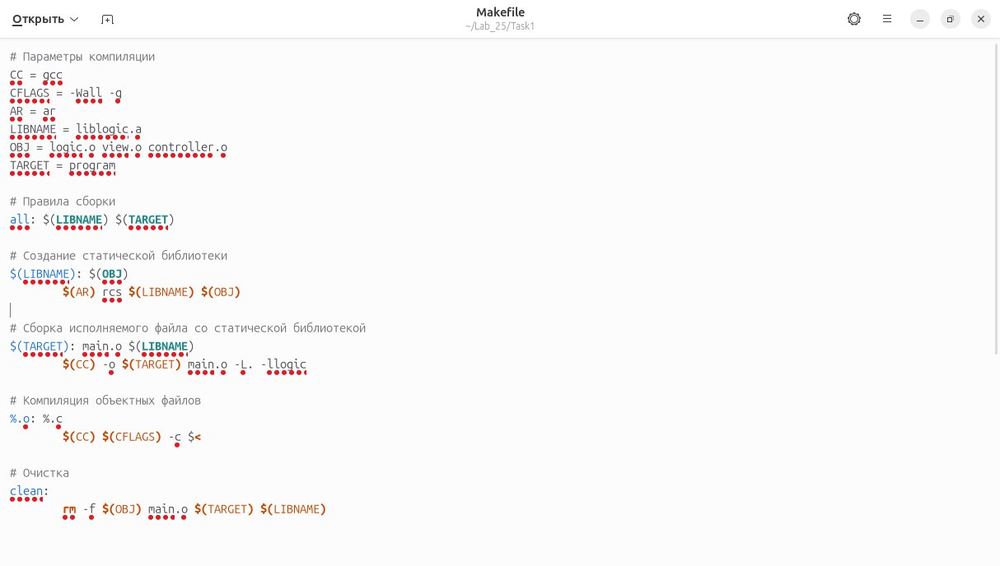 Открыть
Makefile
~/Lab_25/Task1
# Параметры компиляции
CC = gcc
CFLAGS = -Wall -g
AR = ar
LIBNAME = liblogic.a
OBJ = logic.o view.o controller.o
TARGET = program
# Правила сборки
all: $(LIBNAME) $(TARGET)
# Создание статической библиотеки
$(LIBNAME): $(OBJ)
$(AR) rcs $(LIBNAME) $(OBJ)
# Сборка исполняемого файла со статической библиотекой
$(TARGET): main.o $(LIBNAME)
$(CC) -o $(TARGET) main.o -L. -llogic
# Компиляция объектных файлов
%.o: %.c
$(CC) $(CFLAGS) -c $<
# Очистка
clean:
rm -f $(OBJ) main.o $(TARGET) $(LIBNAME)